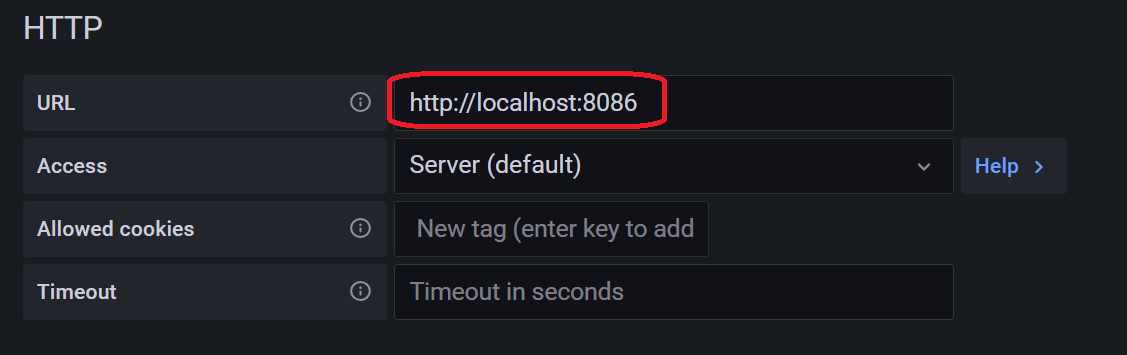 HTTP
URL http://localhost:8086
Access Server (default) Help >
Allowed cookies New tag (enter key to add
Timeout Timeout in seconds